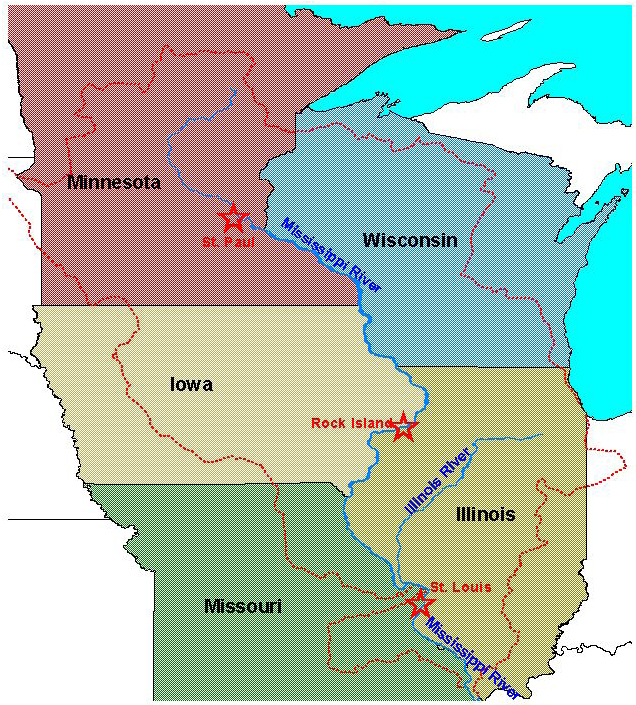 Minnesota
St. Paul
Mississippi River
Wisconsin
Iowa
Rock Island
Illinois River
Illinois
St. Louis
Missouri
Mississippi River